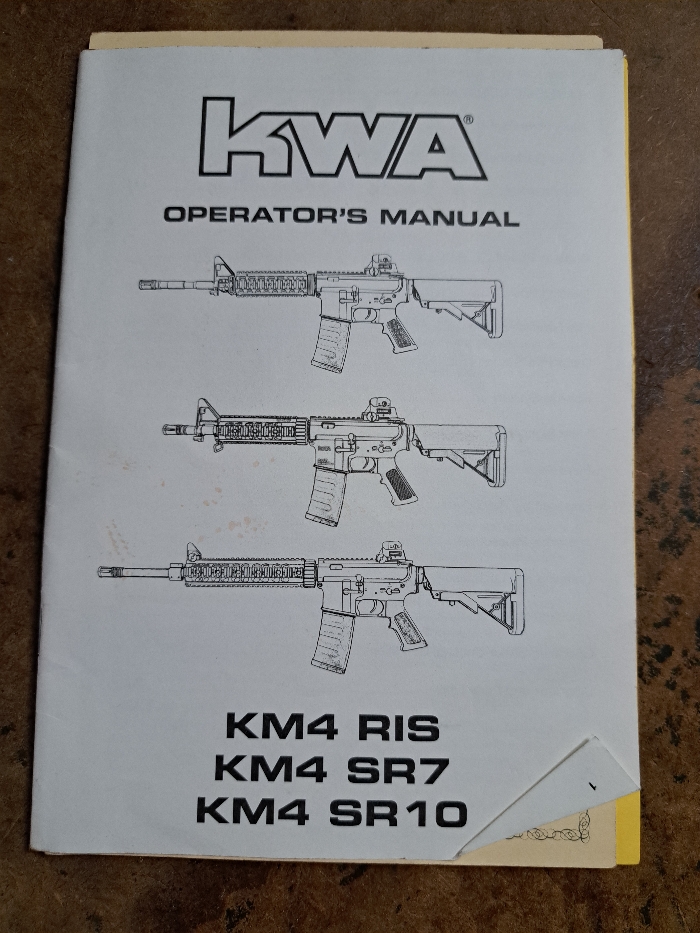 KWA®
OPERATOR'S MANUAL
KM4 RIS
KM4 SR7
KM4 SR10